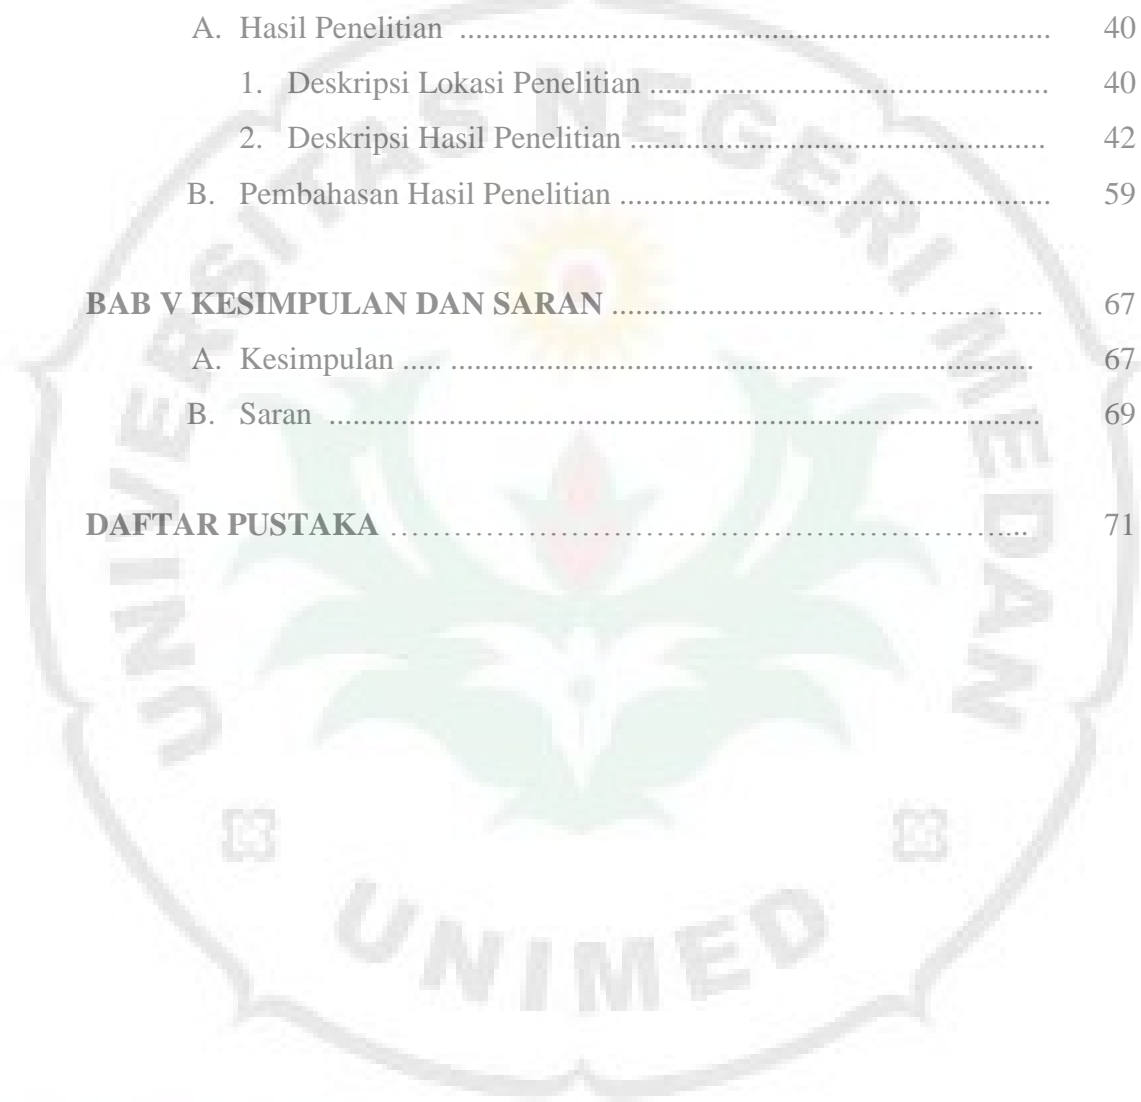 A. Hasil Penelitian ........................................................................ 40
1. Deskripsi Lokasi Penelitian ................................................. 40
2. Deskripsi Hasil Penelitian ................................................... 42
B. Pembahasan Hasil Penelitian ..................................................... 59
BAB V KESIMPULAN DAN SARAN ................................……............. 67
A. Kesimpulan ..... ....................................................................... 67
B. Saran ....................................................................................... 69
DAFTAR PUSTAKA ………………………………………………….... 71
UNIVERSITAS NEGERI MEDAN
UNIMED